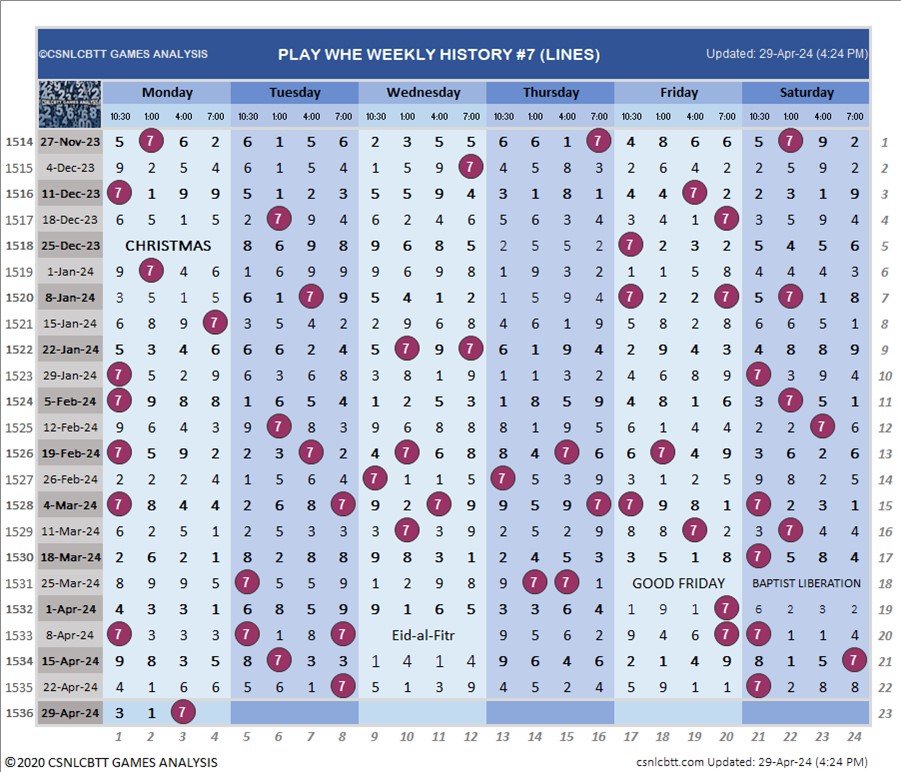 ©CSNLCBTT GAMES ANALYSIS PLAY WHE WEEKLY HISTORY #7 (LINES) Updated: 29-Apr-24 (4:24 PM)
Monday Tuesday Wednesday Thursday Friday Saturday
10:30 1:00 4:00 7:00 10:30 1:00 4:00 7:00 10:30 1:00 4:00 7:00 10:30 1:00 4:00 7:00 10:30 1:00 4:00 7:00 10:30 1:00 4:00 7:00
1514 27-Nov-23 5 7 6 2 6 1 5 6 2 3 5 5 6 6 1 7 4 8 6 6 5 7 9 2 1
1515 4-Dec-23 9 2 5 4 6 1 5 4 1 5 9 7 4 5 8 3 2 6 4 2 2 5 9 2 2
1516 11-Dec-23 7 1 9 9 5 1 2 3 5 5 9 4 3 1 8 1 4 4 7 2 2 3 1 9 3
1517 18-Dec-23 6 5 1 5 2 7 9 4 6 2 4 6 5 6 3 4 3 4 1 7 3 5 9 4 4
1518 25-Dec-23 CHRISTMAS 8 6 9 8 9 6 8 5 2 5 5 2 7 2 3 2 5 4 5 6 5
1519 1-Jan-24 9 7 4 6 1 6 9 9 9 6 9 8 1 9 3 2 1 1 5 8 4 4 4 3 6
1520 8-Jan-24 3 5 1 5 6 1 7 9 5 4 1 2 1 5 9 4 7 2 2 7 5 7 1 8 7
1521 15-Jan-24 6 8 9 7 3 5 4 2 2 9 6 8 4 6 1 9 5 8 2 8 6 6 5 1 8
1522 22-Jan-24 5 3 4 6 6 6 2 4 5 7 9 7 6 1 9 4 2 9 4 3 4 8 8 9 9
1523 29-Jan-24 7 5 2 9 6 3 6 8 3 8 1 9 1 1 3 2 4 6 8 9 7 3 9 4 10
1524 5-Feb-24 7 9 8 8 1 6 5 4 1 2 5 3 1 8 5 9 4 8 1 6 3 7 5 1 11
1525 12-Feb-24 9 6 4 3 9 7 8 3 9 6 8 8 8 1 9 5 6 1 4 4 2 2 7 6 12
1526 19-Feb-24 7 5 9 2 2 3 7 2 4 7 6 8 8 4 7 6 6 7 4 9 3 6 2 6 13
1527 26-Feb-24 2 2 2 4 1 5 6 4 7 1 1 2 7 5 3 9 3 1 2 5 9 8 2 5 14
1528 4-Mar-24 7 8 4 4 2 6 8 7 9 2 7 9 9 5 9 7 7 9 8 1 7 2 3 1 15
1529 11-Mar-24 6 2 5 1 2 5 3 3 3 7 3 9 2 5 2 9 8 8 7 2 3 7 4 4 16
1530 18-Mar-24 2 6 2 1 8 2 8 8 9 8 3 1 2 4 5 3 3 5 1 8 7 5 8 4 17
1531 25-Mar-24 8 9 9 5 7 5 5 9 1 2 9 8 9 7 7 1 GOOD FRIDAY BAPTIST LIBERATION 18
1532 1-Apr-24 4 3 3 1 6 8 5 9 9 1 6 5 3 3 6 4 1 9 1 7 6 2 3 2 19
1533 8-Apr-24 7 3 3 3 7 1 8 7 Eid-al-Fitr 9 5 6 2 9 4 6 7 7 1 1 4 20
1534 15-Apr-24 9 8 3 5 8 7 3 3 1 4 1 4 9 6 4 6 2 1 4 9 8 1 5 7 21
1535 22-Apr-24 4 1 6 6 5 6 1 7 5 1 3 9 4 5 2 6 5 9 1 1 7 2 8 8 22
1536 29-Apr-24 3 1 7 23
1 2 3 4 5 6 7 8 9 10 11 12 13 14 15 16 17 18 19 20 21 22 23 24
©2020 CSNLCBTT GAMES ANALYSIS csnlcbtt.com Updated: 29-Apr-24 (4:24 PM)